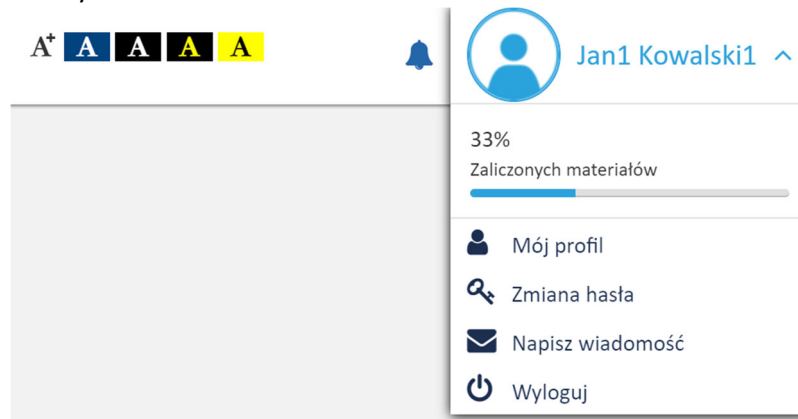 A+ A A A A
Jan1 Kowalski1
33%
Zaliczonych materiałów
Mój profil
Zmiana hasła
Napisz wiadomość
Wyloguj